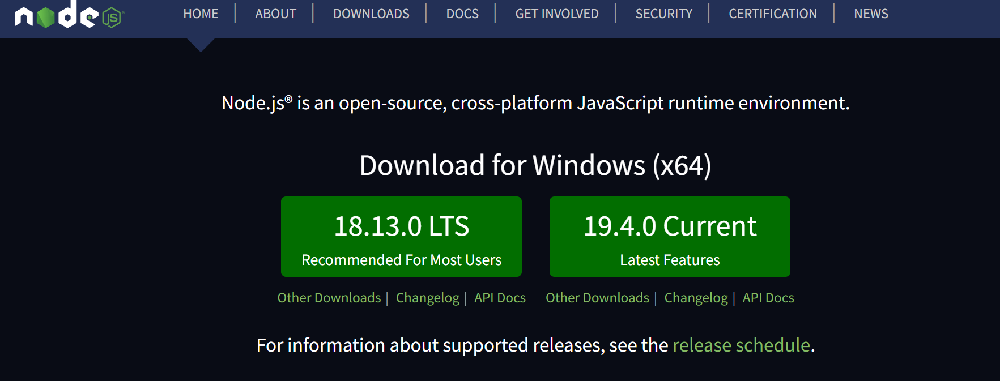 node JS®
HOME | ABOUT | DOWNLOADS | DOCS | GET INVOLVED | SECURITY | CERTIFICATION | NEWS
Node.js® is an open-source, cross-platform JavaScript runtime environment.
Download for Windows (x64)
18.13.0 LTS
Recommended For Most Users
Other Downloads | Changelog | API Docs
19.4.0 Current
Latest Features
Other Downloads | Changelog | API Docs
For information about supported releases, see the release schedule.